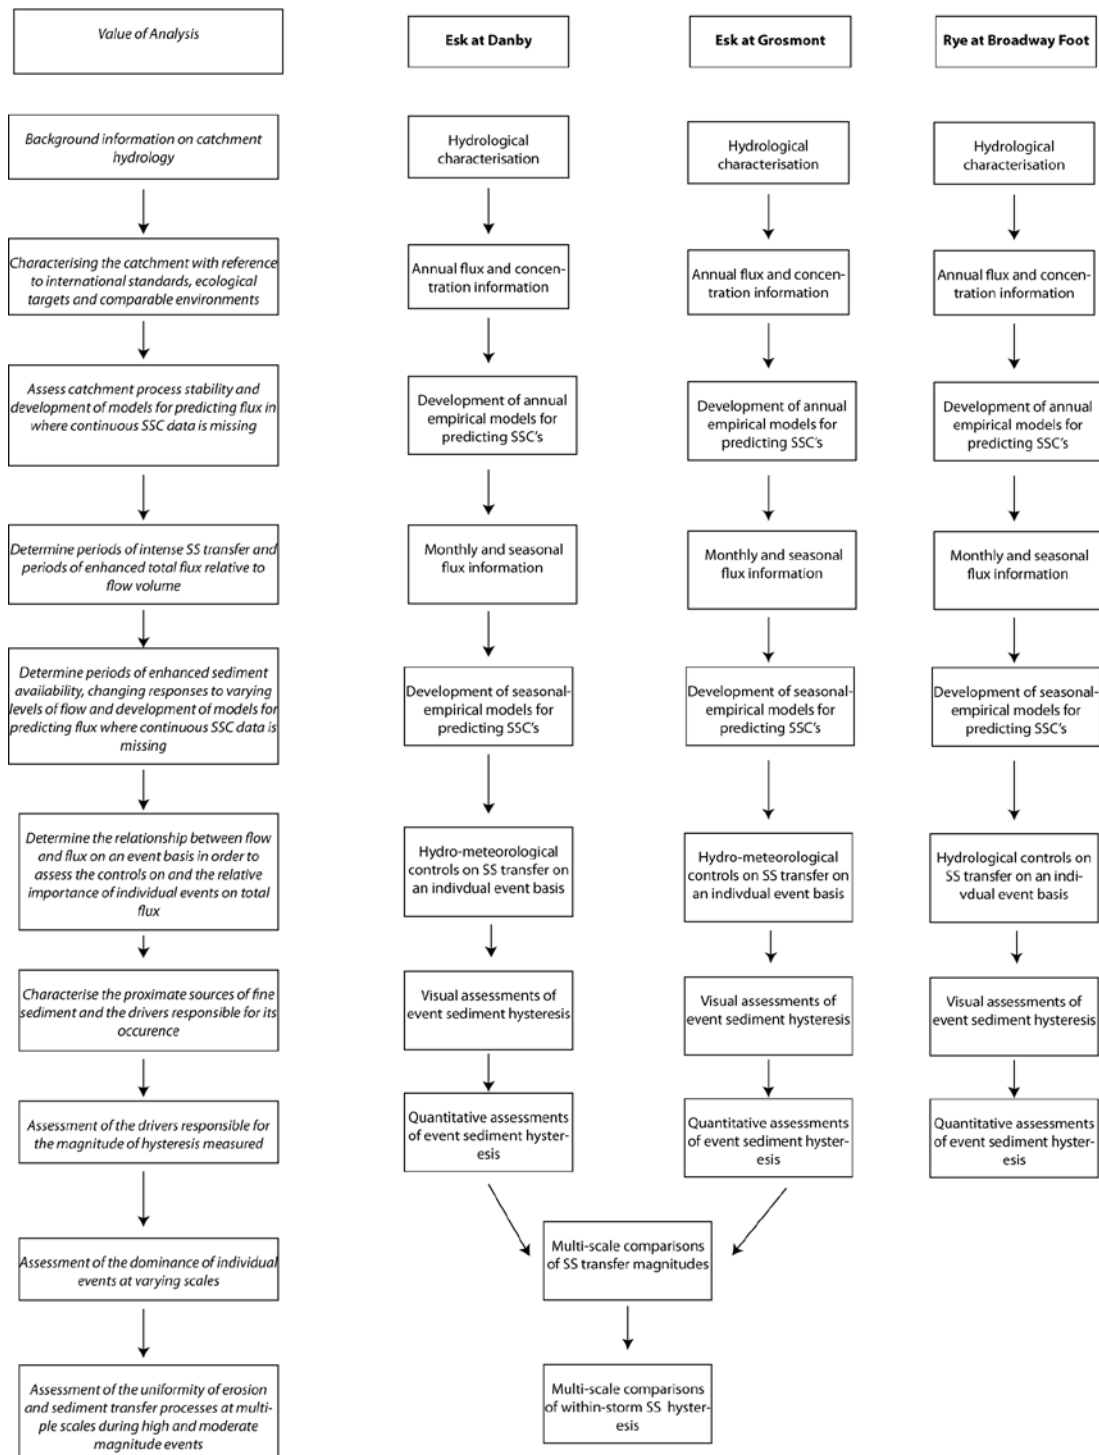 Value of Analysis
Esk at Danby
Esk at Grosmont
Rye at Broadway Foot
Background information on catchment
hydrology
Hydrological
characterisation
Hydrological
characterisation
Hydrological
characterisation
Characterising the catchment with reference
to international standards, ecological
targets and comparable environments
Annual flux and concen-
tration information
Annual flux and concen-
tration information
Annual flux and concen-
tration information
Assess catchment process stability and
development of models for predicting flux in
where continuous SSC data is missing
Development of annual
empirical models for
predicting SSC's
Development of annual
empirical models for
predicting SSC's
Development of annual
empirical models for
predicting SSC's
Determine periods of intense SS transfer and
periods of enhanced total flux relative to
flow volume
Monthly and seasonal
flux information
Monthly and seasonal
flux information
Monthly and seasonal
flux information
Determine periods of enhanced sediment
availability, changing responses to varying
levels of flow and development of models for
predicting flux where continuous SSC data is
missing
Development of seasonal-
empirical models for
predicting SSC's
Development of seasonal-
empirical models for
predicting SSC's
Development of seasonal-
empirical models for
predicting SSC's
Determine the relationship between flow
and flux on an event basis in order to
assess the controls on and the relative
importance of individual events on total
flux
Hydro-meteorological
controls on SS transfer on
an indivdual event basis
Hydro-meteorological
controls on SS transfer on
an indivdual event basis
Hydrological controls on
SS transfer on an indi-
vdual event basis
Characterise the proximate sources of fine
sediment and the drivers responsible for its
occurence
Visual assessments of
event sediment hysteresis
Visual assessments of
event sediment hysteresis
Visual assessments of
event sediment hysteresis
Assessment of the drivers responsible for
the magnitude of hysteresis measured
Quantitative assessments
of event sediment hyster-
esis
Quantitative assessments
of event sediment hyster-
esis
Quantitative assessments
of event sediment hyster-
esis
Assessment of the dominance of individual
events at varying scales
Multi-scale comparisons
of SS transfer magnitudes
Assessment of the uniformity of erosion
and sediment transfer processes at multi-
ple scales during high and moderate
magnitude events
Multi-scale comparisons
of within-storm SS hyster-
esis